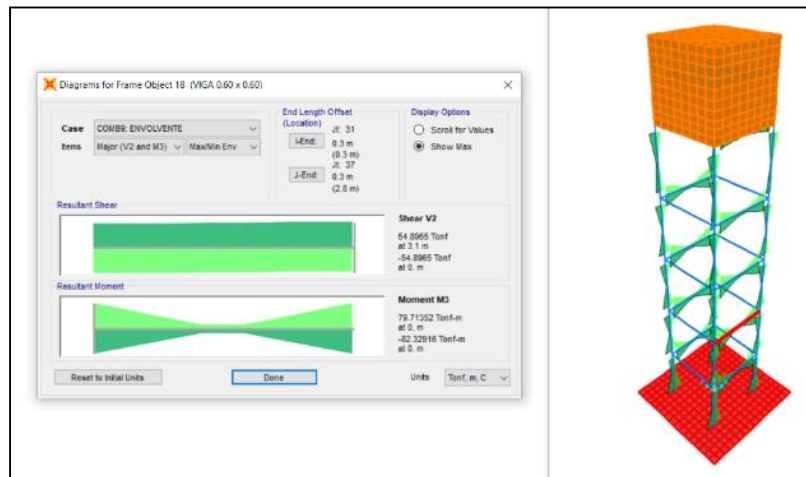 Diagrams for Frame Object 18 (VIGA 0.60 x 0.60)
Case
COMB9: ENVOLVENTE
Items
Major (V2 and M3)
Max/Min Env
End Length Offset
(Location)
I-End:
Jt: 31
0.3 m
(0.3 m)
J-End:
Jt: 37
0.3 m
(2.8 m)
Display Options
Scroll for Values
Show Max
Resultant Shear
Shear V2
54.8965 Tonf
at 3.1 m
-54.8965 Tonf
at 0. m
Resultant Moment
Moment M3
79.71352 Tonf-m
at 0. m
-82.32916 Tonf-m
at 0. m
Reset to Initial Units
Done
Units
Tonf, m, C